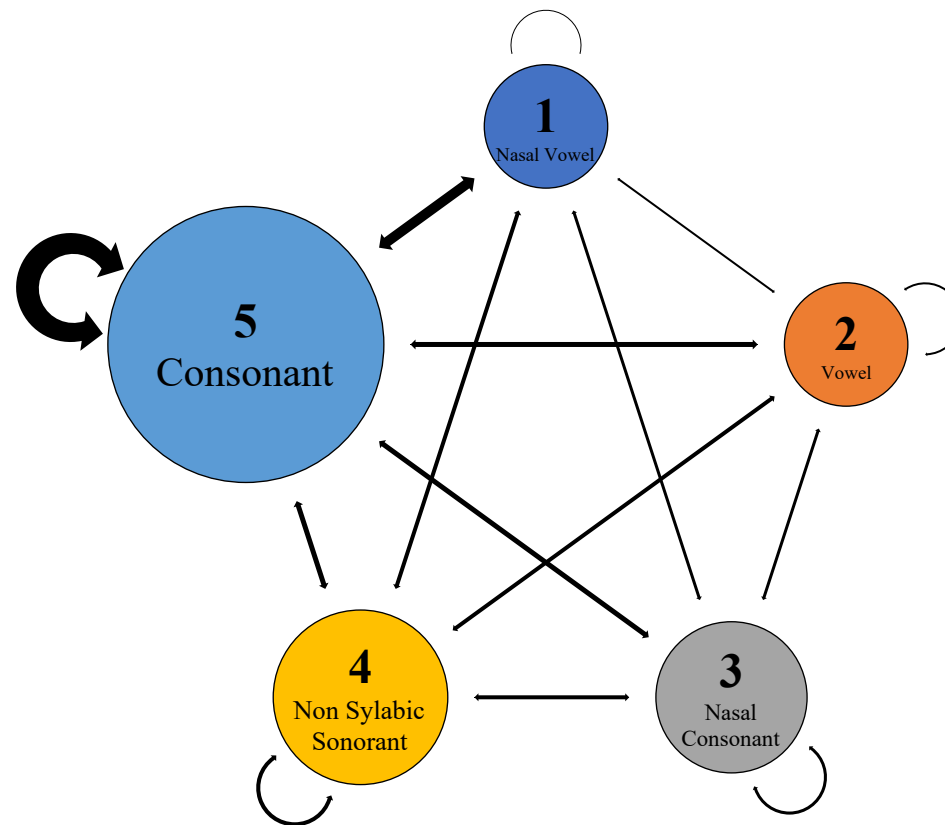 1
Nasal Vowel
5
Consonant
2
Vowel
4
Non Sylabic
Sonorant
3
Nasal
Consonant